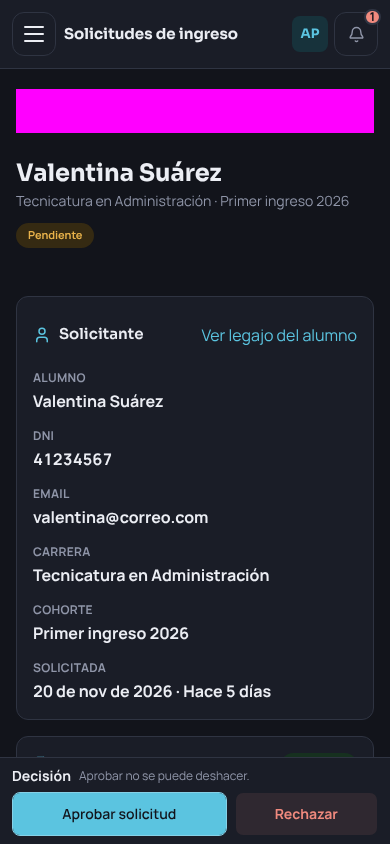 Solicitudes de ingreso
AP
1
Valentina Suárez
Tecnicatura en Administración · Primer ingreso 2026
Pendiente
Solicitante
Ver legajo del alumno
ALUMNO
Valentina Suárez
DNI
41234567
EMAIL
valentina@correo.com
CARRERA
Tecnicatura en Administración
COHORTE
Primer ingreso 2026
SOLICITADA
20 de nov de 2026 · Hace 5 días
Decisión Aprobar no se puede deshacer.
Aprobar solicitud
Rechazar